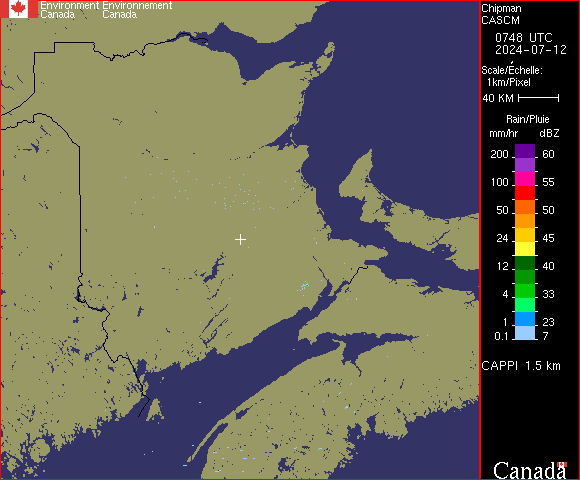 Environment Environnement
Canada Canada
Chipman
CASCM
0748 UTC
2024-07-12
Scale/Échelle:
1km/Pixel
40 KM
Rain/Pluie
mm/hr dBZ
200 60
100 55
50 50
24 45
12 40
4 33
1 23
0.1 7
CAPPI 1.5 km
Canada